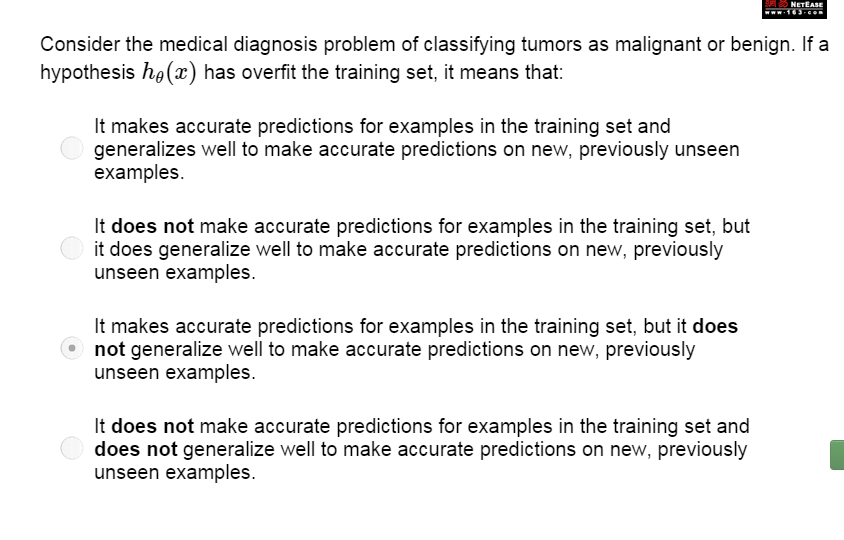 網易 NETEASE
www.163.com
Consider the medical diagnosis problem of classifying tumors as malignant or benign. If a
hypothesis hθ(x) has overfit the training set, it means that:
It makes accurate predictions for examples in the training set and
generalizes well to make accurate predictions on new, previously unseen
examples.
It does not make accurate predictions for examples in the training set, but
it does generalize well to make accurate predictions on new, previously
unseen examples.
It makes accurate predictions for examples in the training set, but it does
not generalize well to make accurate predictions on new, previously
unseen examples.
It does not make accurate predictions for examples in the training set and
does not generalize well to make accurate predictions on new, previously
unseen examples.